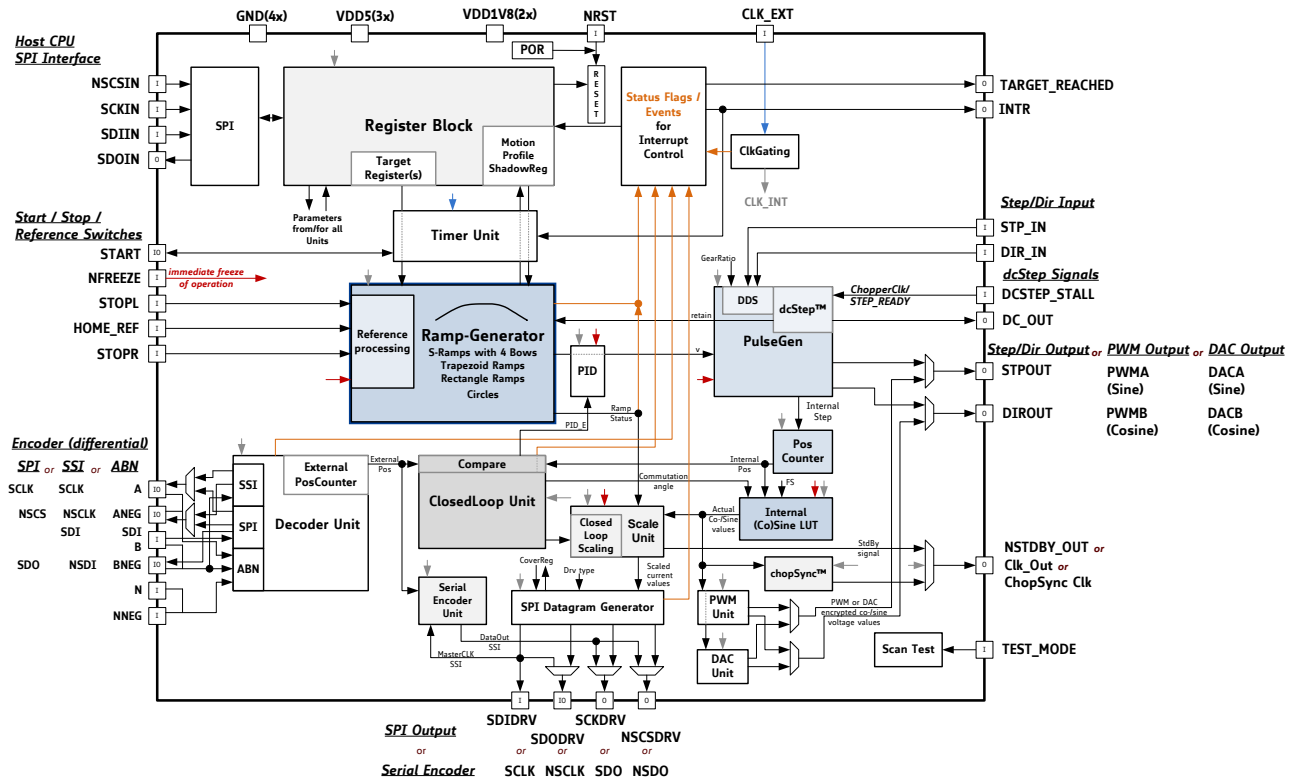 GND(4x)
VDD5(3x)
VDD1V8(2x)
NRST
CLK_EXT
Host CPU
SPI Interface
NSCSIN
SCKIN
SDIIN
SDOIN
I
I
I
O
SPI
Register Block
Target
Register(s)
Motion
Profile
ShadowReg
POR
I
R
E
S
E
T
Status Flags /
Events
for
Interrupt
Control
I
ClkGating
CLK_INT
O
TARGET_REACHED
O
INTR
Parameters
from/for all
Units
Timer Unit
Start / Stop /
Reference Switches
START
NFREEZE
STOPL
HOME_REF
STOPR
IO
I
I
I
I
immediate freeze
of operation
Reference
processing
Ramp-Generator
S-Ramps with 4 Bows
Trapezoid Ramps
Rectangle Ramps
Circles
PID
PID_E
Ramp
Status
retain
v
GearRatio
DDS
dcStep™
PulseGen
ChopperClk/
STEP_READY
Step/Dir Input
I
STP_IN
I
DIR_IN
dcStep Signals
I
DCSTEP_STALL
O
DC_OUT
Step/Dir Output or PWM Output or DAC Output
O
STPOUT
PWMA
(Sine)
DACA
(Sine)
O
DIROUT
PWMB
(Cosine)
DACB
(Cosine)
Internal
Step
Pos
Counter
Internal
Pos
FS
Commutation
angle
Internal
(Co)Sine LUT
Actual
Co-/Sine
values
Encoder (differential)
SPI or SSI or ABN
SCLK SCLK A
NSCS NSCLK ANEG
SDI SDI
B
SDO NSDI BNEG
N
NNEG
IO
IO
I
IO
I
I
SSI
SPI
ABN
External
PosCounter
Decoder Unit
External
Pos
Compare
ClosedLoop Unit
Closed
Loop
Scaling
Scale
Unit
StdBy
signal
chopSync™
O
NSTDBY_OUT or
Clk_Out or
ChopSync Clk
Serial
Encoder
Unit
CoverReg
Drv type
Scaled
current
values
SPI Datagram Generator
DataOut
SSI
MasterCLK
SSI
PWM
Unit
DAC
Unit
PWM or DAC
encrypted co-/sine
voltage values
Scan Test
I
TEST_MODE
I
IO
O
O
SDIDRV
SDODRV
SCKDRV
NSCSDRV
SPI Output
or
or
or
or
or
Serial Encoder
SCLK
NSCLK
SDO
NSDO